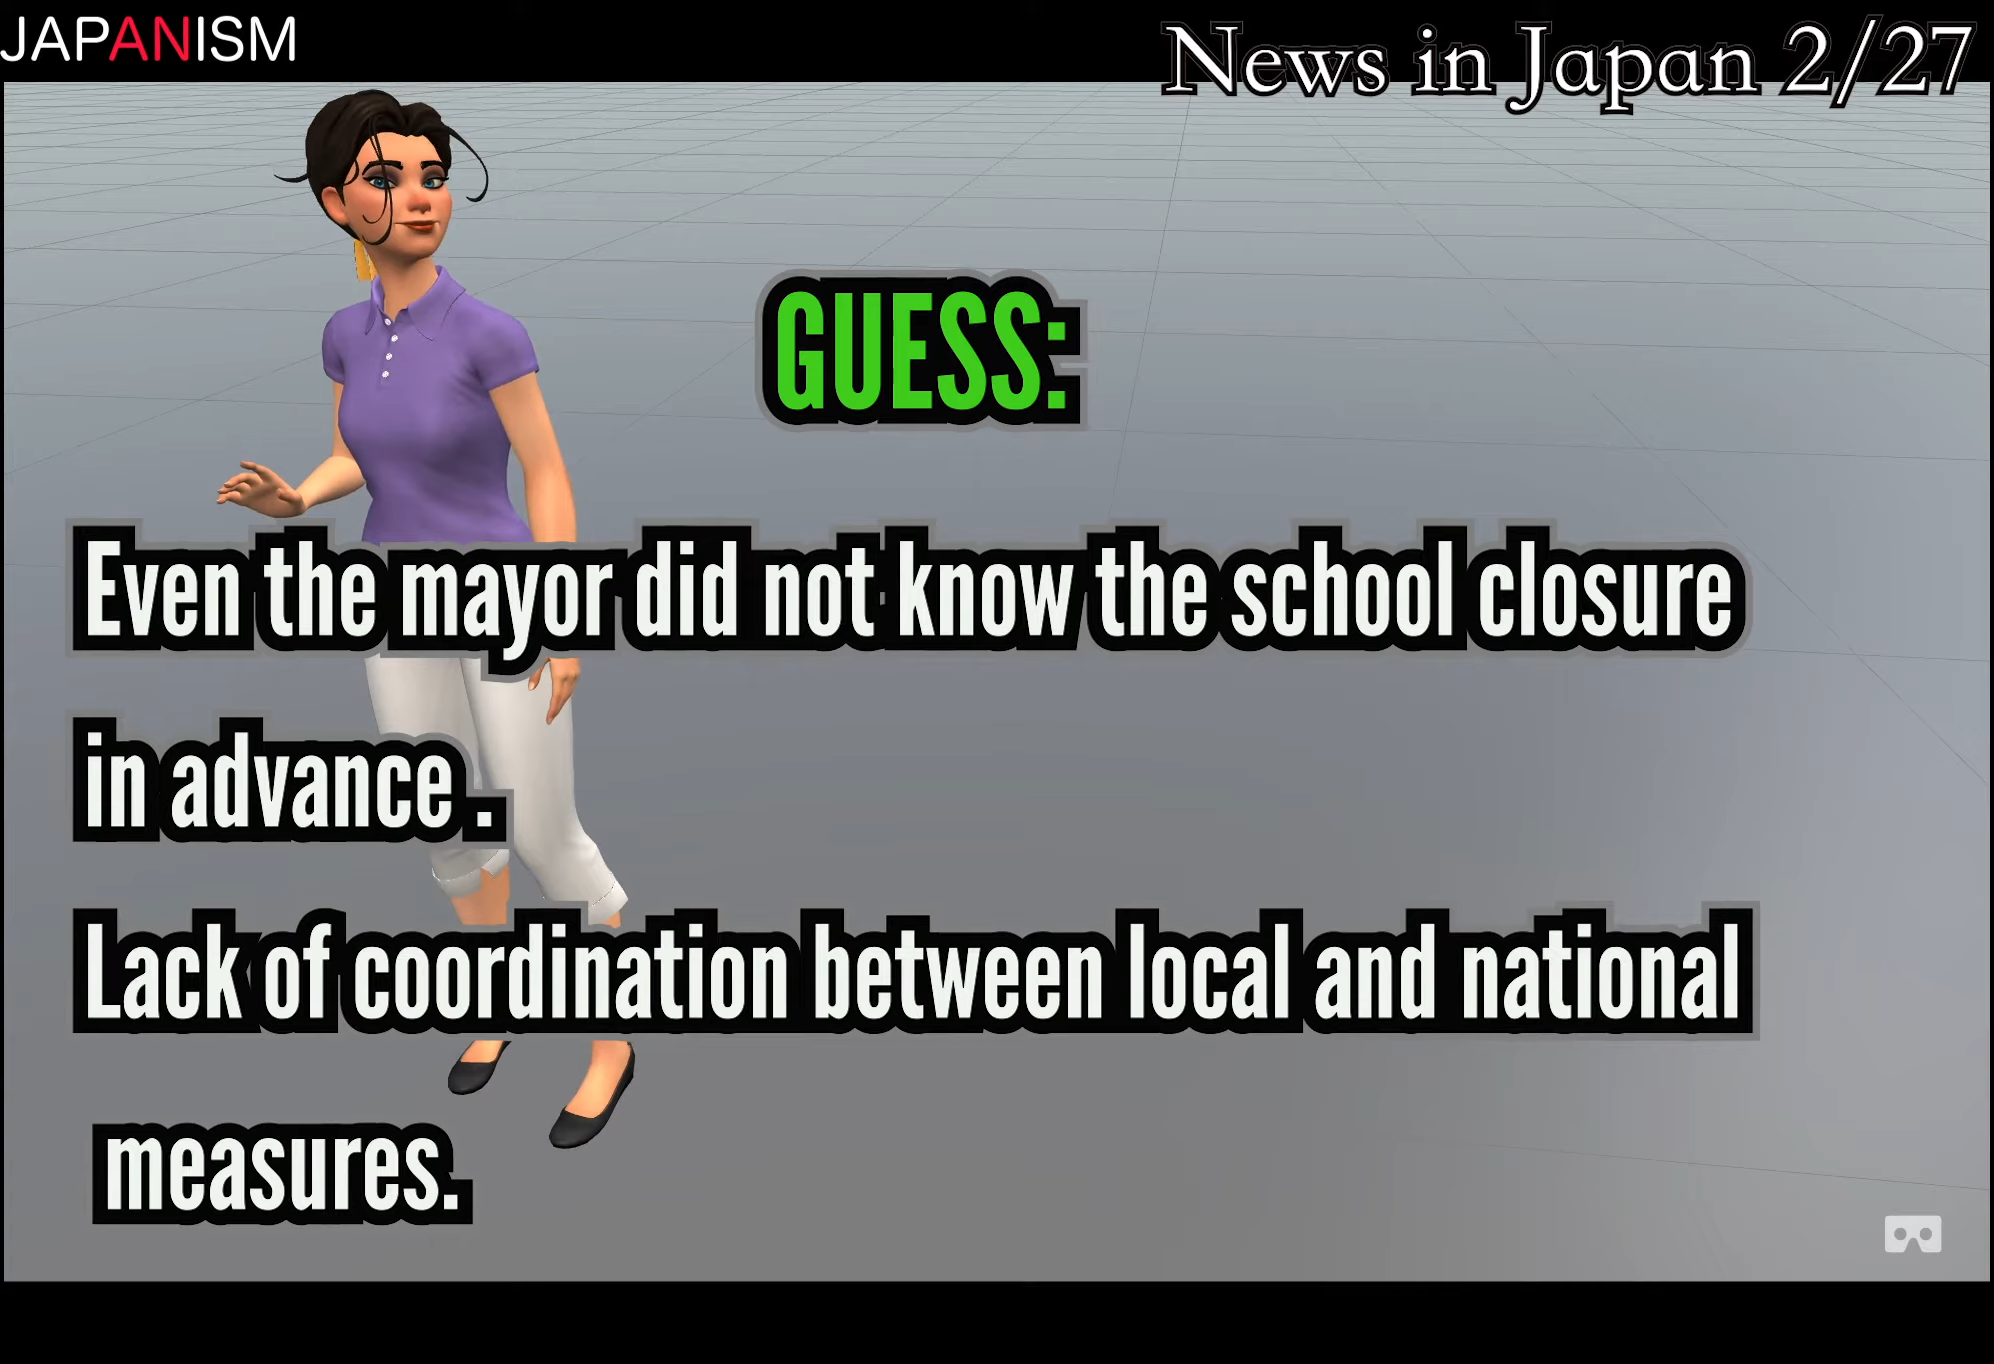 JAPANISM
News in Japan 2/27
GUESS:
Even the mayor did not know the school closure
in advance .
Lack of coordination between local and national
measures.